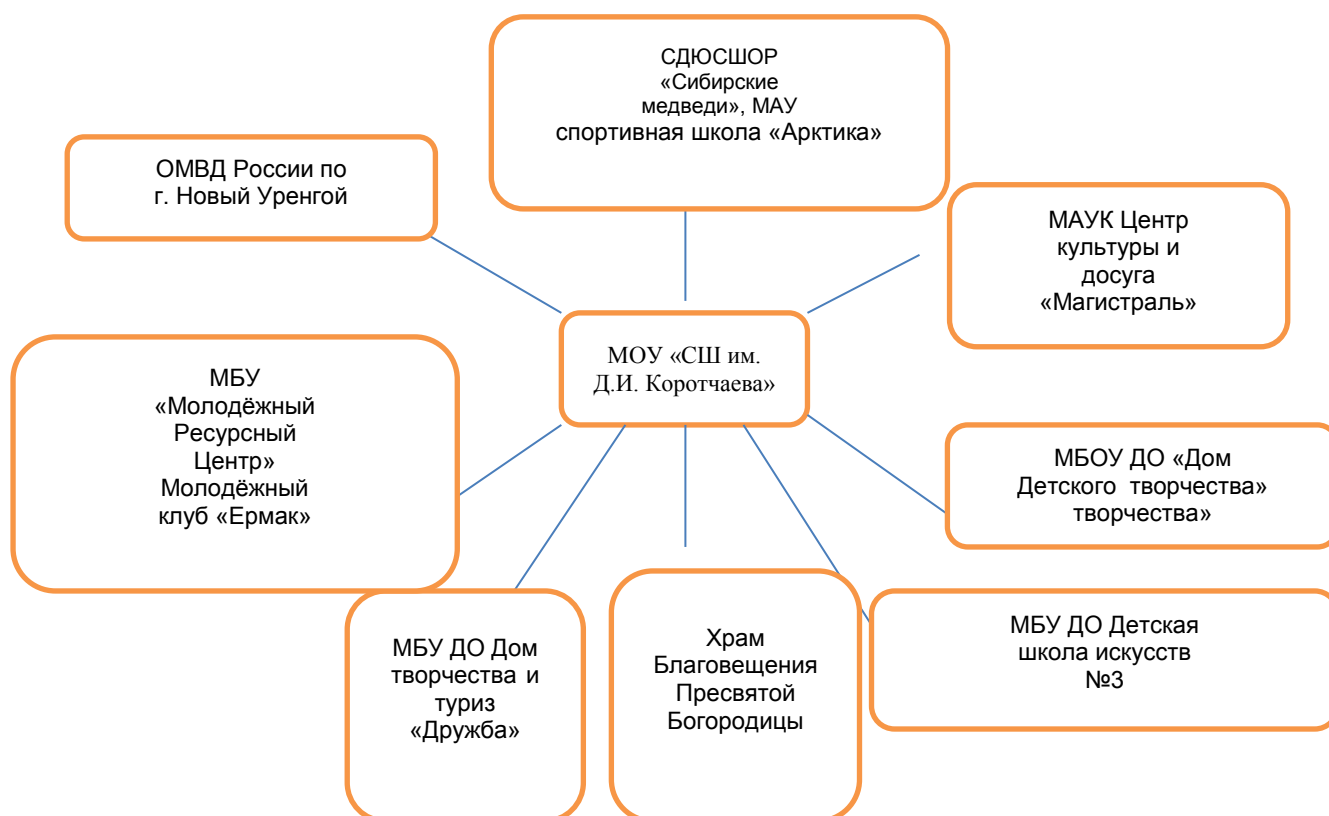 СДЮСШОР
«Сибирские
медведи», МАУ
спортивная школа «Арктика»
ОМВД России по
г. Новый Уренгой
МАУК Центр
культуры и
досуга
«Магистраль»
МОУ «СШ им.
Д.И. Коротчаева»
МБУ
«Молодёжный
Ресурсный
Центр»
Молодёжный
клуб «Ермак»
МБОУ ДО «Дом
Детского творчества»
творчества»
МБУ ДО Дом
творчества и
туриз
«Дружба»
Храм
Благовещения
Пресвятой
Богородицы
МБУ ДО Детская
школа искусств
№3